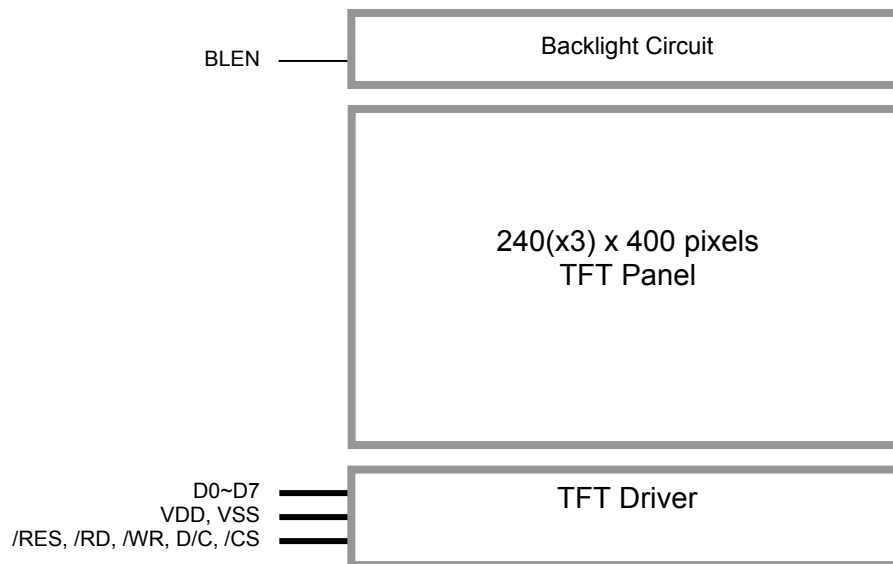 Backlight Circuit
BLEN
240(x3) x 400 pixels
TFT Panel
D0~D7
TFT Driver
VDD, VSS
/RES, /RD, /WR, D/C, /CS